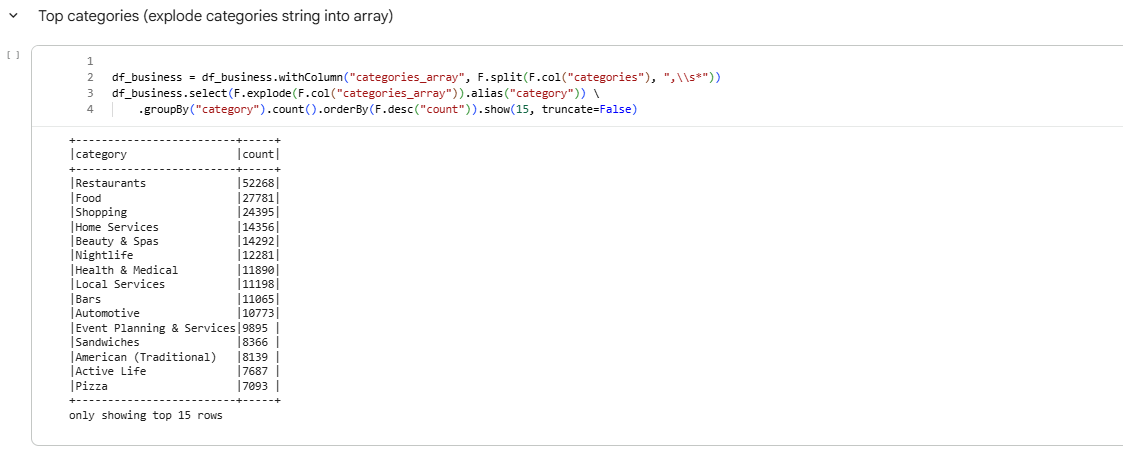 Top categories (explode categories string into array)
[ ]
1
2 df_business = df_business.withColumn("categories_array", F.split(F.col("categories"), ",\\s*"))
3 df_business.select(F.explode(F.col("categories_array")).alias("category")) \
4     .groupBy("category").count().orderBy(F.desc("count")).show(15, truncate=False)
+-------------------------+-----+
|category                 |count|
+-------------------------+-----+
|Restaurants              |52268|
|Food                     |27781|
|Shopping                 |24395|
|Home Services            |14356|
|Beauty & Spas            |14292|
|Nightlife                |12281|
|Health & Medical         |11890|
|Local Services           |11198|
|Bars                     |11065|
|Automotive               |10773|
|Event Planning & Services|9895 |
|Sandwiches               |8366 |
|American (Traditional)   |8139 |
|Active Life              |7687 |
|Pizza                    |7093 |
+-------------------------+-----+
only showing top 15 rows